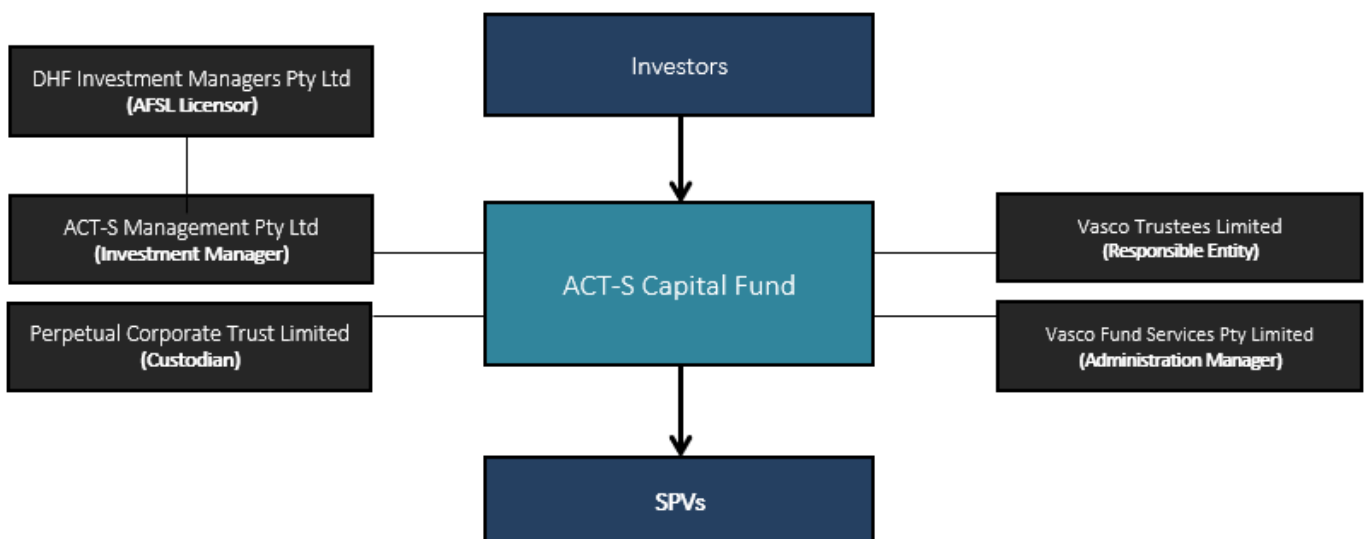 Investors
DHF Investment Managers Pty Ltd
(AFSL Licensor)
ACT-S Management Pty Ltd
(Investment Manager)
Perpetual Corporate Trust Limited
(Custodian)
ACT-S Capital Fund
Vasco Trustees Limited
(Responsible Entity)
Vasco Fund Services Pty Limited
(Administration Manager)
SPVs